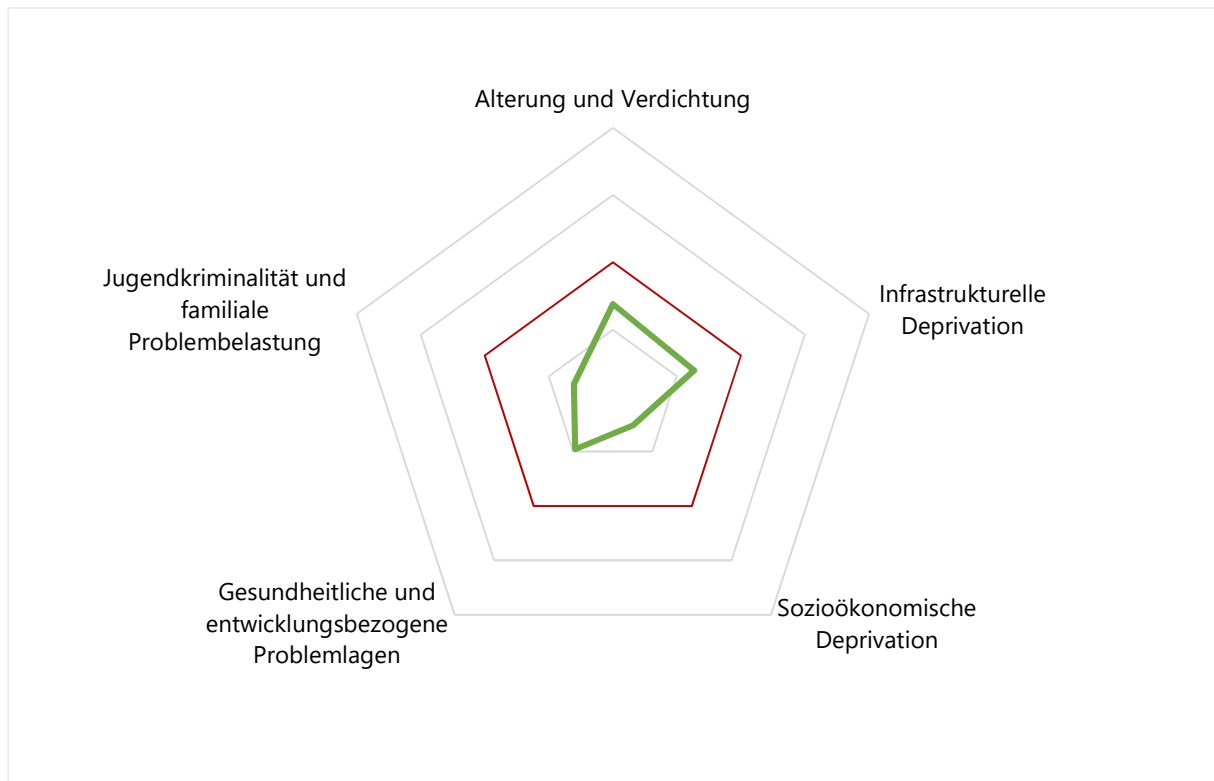 Alterung und Verdichtung
Infrastrukturelle
Deprivation
Sozioökonomische
Deprivation
Gesundheitliche und
entwicklungsbezogene
Problemlagen
Jugendkriminalität und
familiale
Problembelastung